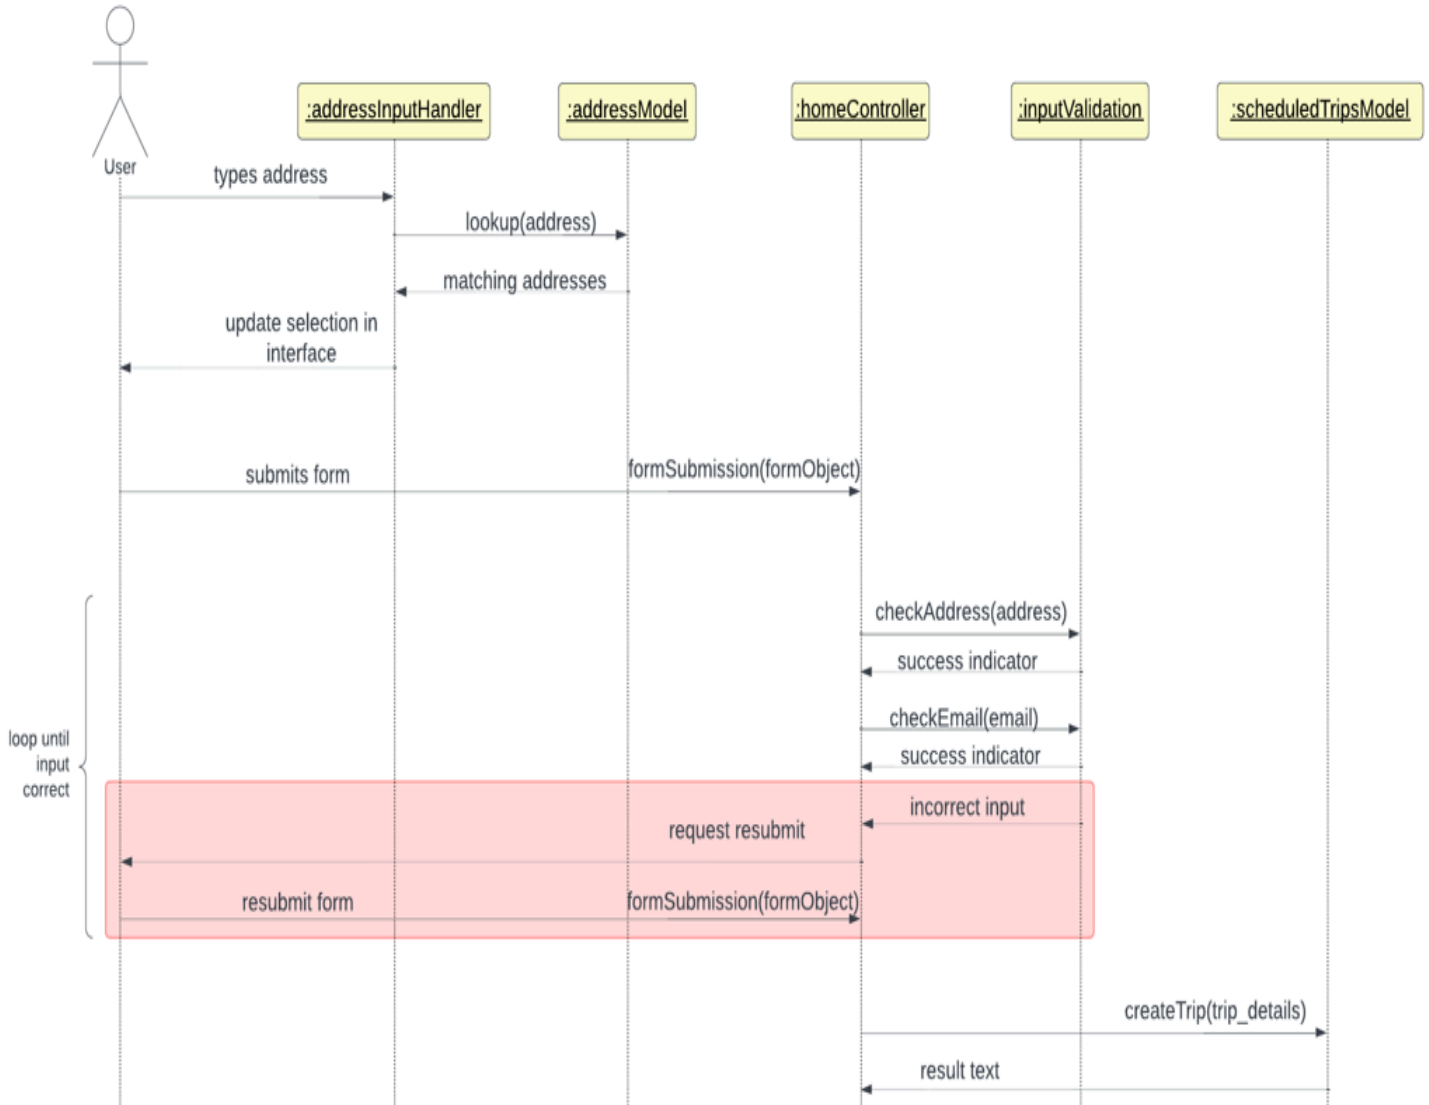 :addressInputHandler
:addressModel
:homeController
:inputValidation
:scheduledTripsModel
User
types address
lookup(address)
matching addresses
update selection in
interface
submits form
formSubmission(formObject)
checkAddress(address)
success indicator
checkEmail(email)
success indicator
loop until
input
correct
incorrect input
request resubmit
resubmit form
formSubmission(formObject)
createTrip(trip_details)
result text